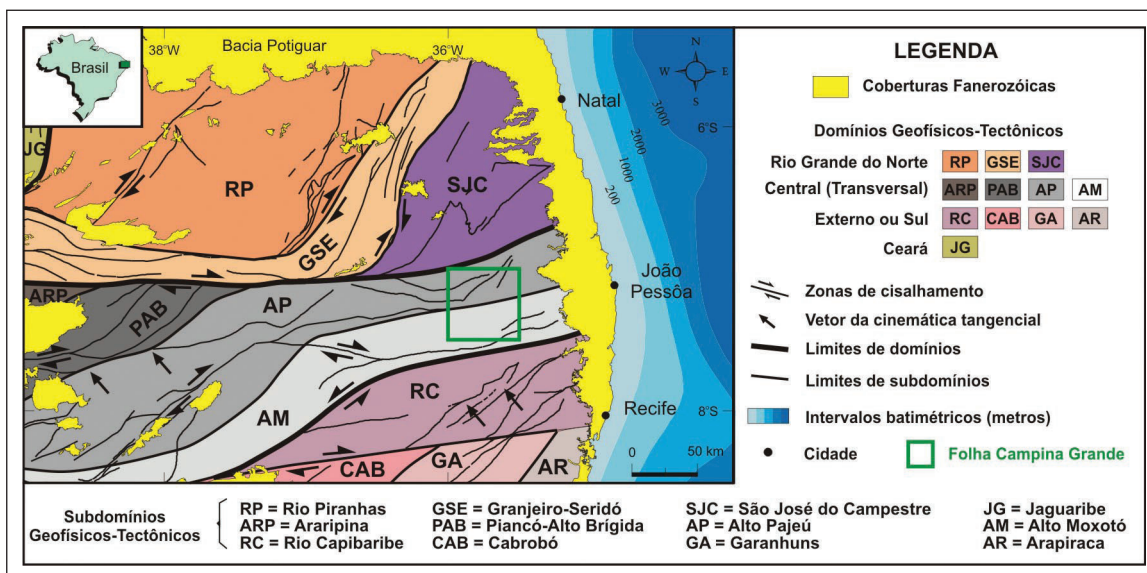 Brasil
38°W
Bacia Potiguar
36°W
N
W E
S
Natal
3000
2000
1000
200
6°S
JG
RP
SJC
GSE
ARP
PAB
AP
João
Pessôa
AM
RC
Recife
8°S
CAB
GA
AR
0 50 km
LEGENDA
Coberturas Fanerozóicas
Domínios Geofísicos-Tectônicos
Rio Grande do Norte RP GSE SJC
Central (Transversal) ARP PAB AP AM
Externo ou Sul RC CAB GA AR
Ceará JG
Zonas de cisalhamento
Vetor da cinemática tangencial
Limites de domínios
Limites de subdomínios
Intervalos batimétricos (metros)
Cidade Folha Campina Grande
Subdomínios
Geofísicos-Tectônicos
RP = Rio Piranhas GSE = Granjeiro-Seridó SJC = São José do Campestre JG = Jaguaribe
ARP = Araripina PAB = Piancó-Alto Brígida AP = Alto Pajeú AM = Alto Moxotó
RC = Rio Capibaribe CAB = Cabrobó GA = Garanhuns AR = Arapiraca